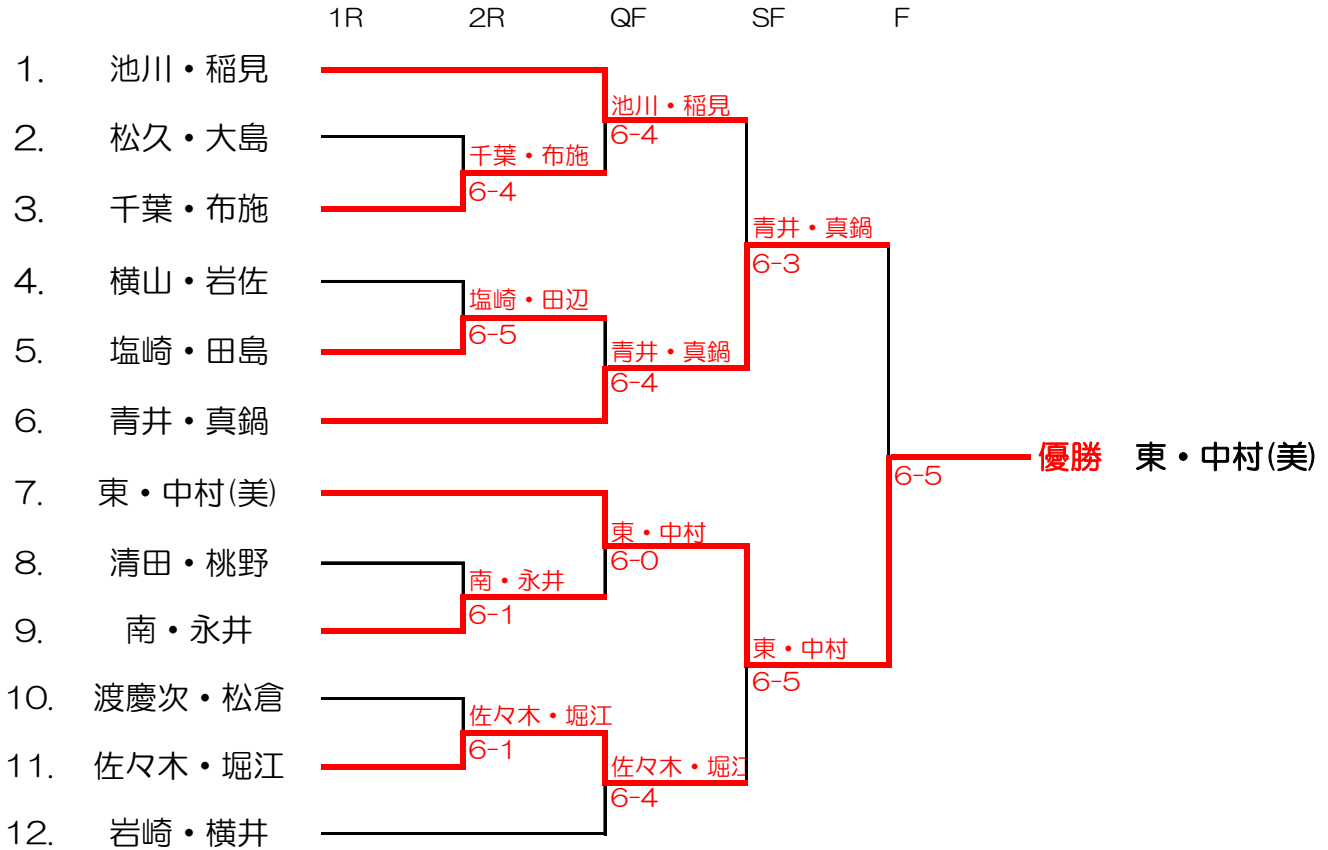 1R 2R QF SF F
1. 池川・稲見
池川・稲見
6-4
2. 松久・大島
千葉・布施
6-4
3. 千葉・布施
青井・真鍋
6-3
4. 横山・岩佐
塩崎・田辺
6-5
5. 塩崎・田島
青井・真鍋
6-4
6. 青井・真鍋
優勝 東・中村(美)
6-5
7. 東・中村(美)
東・中村
6-0
8. 清田・桃野
南・永井
6-1
9. 南・永井
東・中村
6-5
10. 渡慶次・松倉
佐々木・堀江
6-1
11. 佐々木・堀江
佐々木・堀江
6-4
12. 岩崎・横井